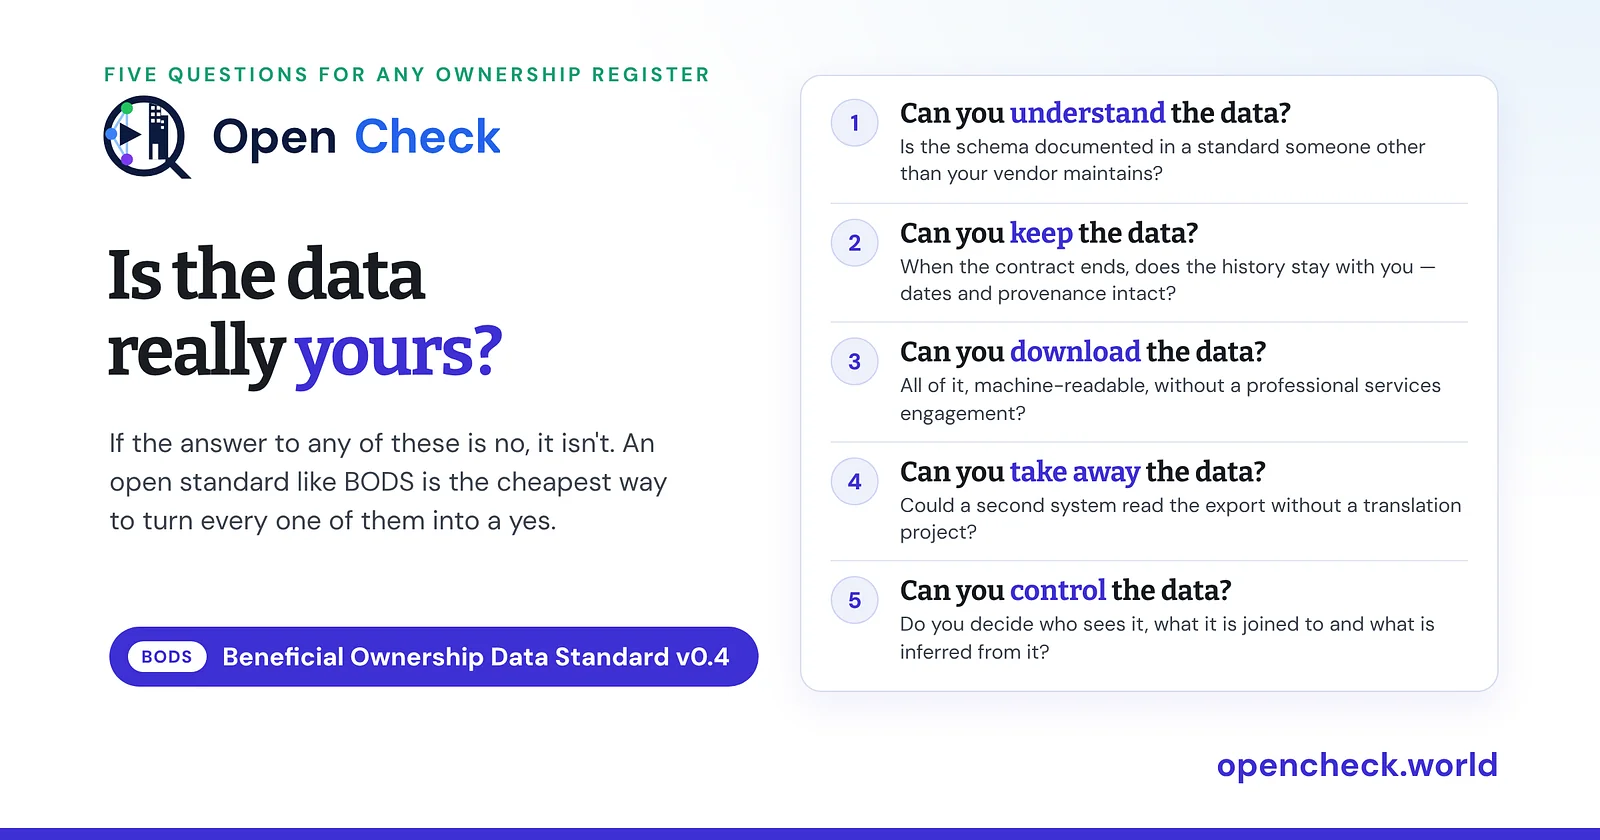 FIVE QUESTIONS FOR ANY OWNERSHIP REGISTER
Open Check
Is the data
really yours?
If the answer to any of these is no, it isn't. An
open standard like BODS is the cheapest way
to turn every one of them into a yes.
BODS Beneficial Ownership Data Standard v0.4
1 Can you understand the data?
Is the schema documented in a standard someone other
than your vendor maintains?
2 Can you keep the data?
When the contract ends, does the history stay with you —
dates and provenance intact?
3 Can you download the data?
All of it, machine-readable, without a professional services
engagement?
4 Can you take away the data?
Could a second system read the export without a translation
project?
5 Can you control the data?
Do you decide who sees it, what it is joined to and what is
inferred from it?
opencheck.world